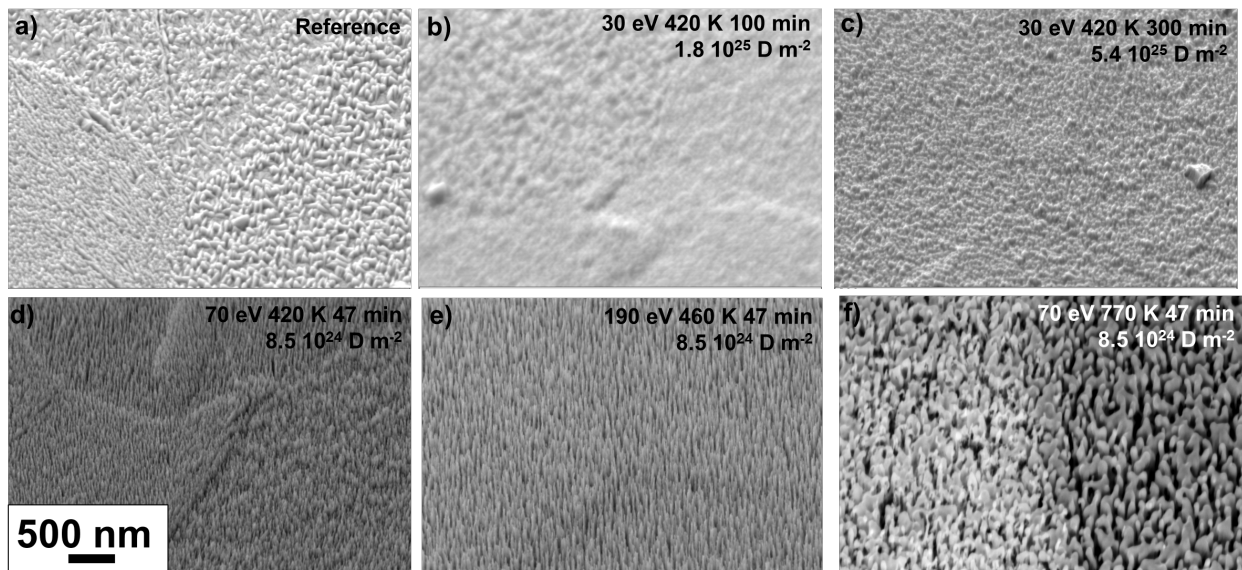 a)
Reference
b)
30 eV 420 K 100 min
1.8 10²⁵ D m⁻²
c)
30 eV 420 K 300 min
5.4 10²⁵ D m⁻²
d)
70 eV 420 K 47 min
8.5 10²⁴ D m⁻²
e)
190 eV 460 K 47 min
8.5 10²⁴ D m⁻²
f)
70 eV 770 K 47 min
8.5 10²⁴ D m⁻²
500 nm